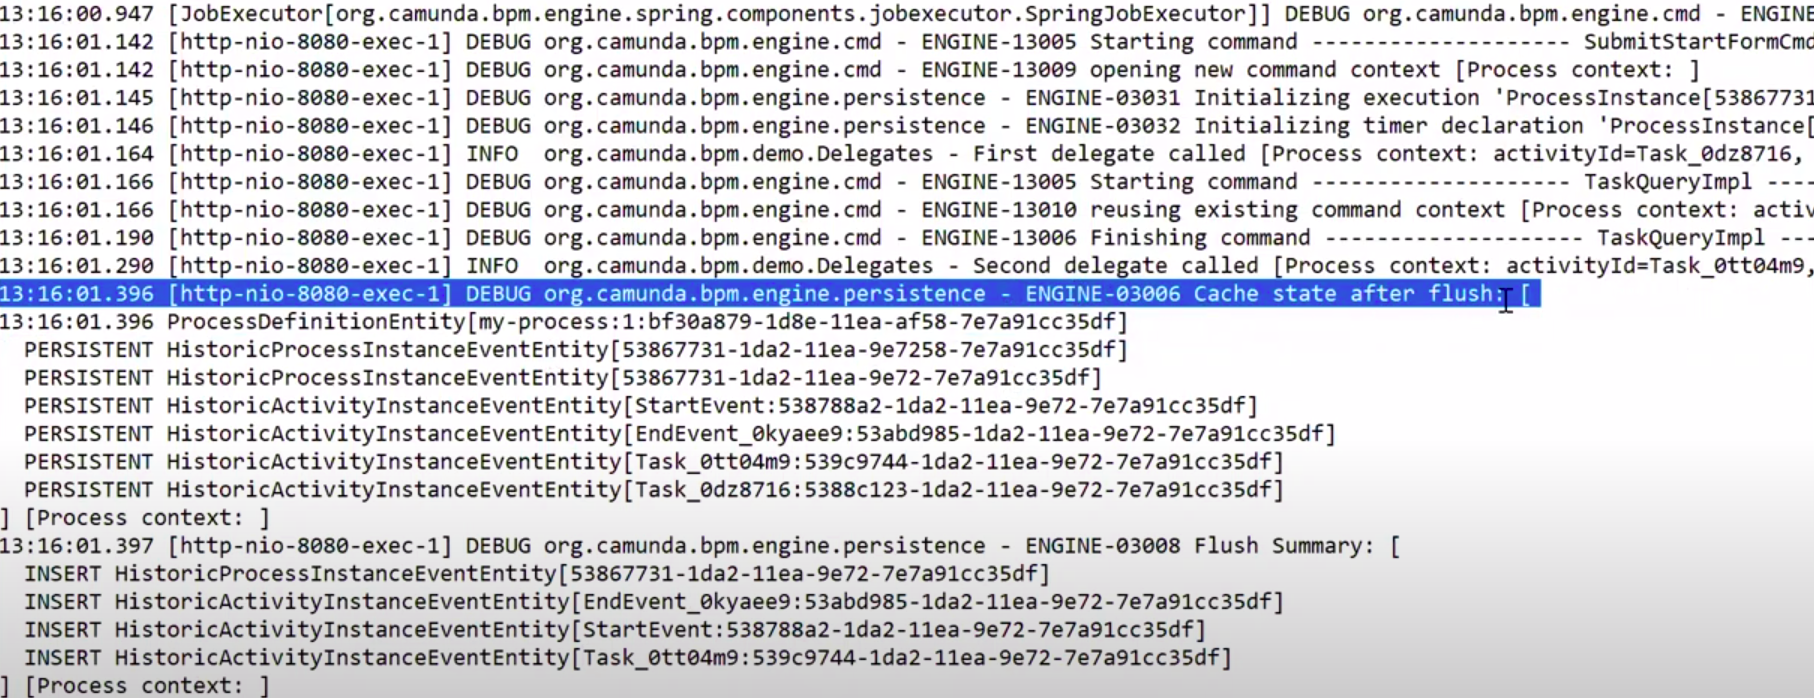 13:16:00.947 [JobExecutor[org.camunda.bpm.engine.spring.components.jobexecutor.SpringJobExecutor]] DEBUG org.camunda.bpm.engine.cmd - ENGINE
13:16:01.142 [http-nio-8080-exec-1] DEBUG org.camunda.bpm.engine.cmd - ENGINE-13005 Starting command -------------------- SubmitStartFormCmd
13:16:01.142 [http-nio-8080-exec-1] DEBUG org.camunda.bpm.engine.cmd - ENGINE-13009 opening new command context [Process context: ]
13:16:01.145 [http-nio-8080-exec-1] DEBUG org.camunda.bpm.engine.persistence - ENGINE-03031 Initializing execution 'ProcessInstance[53867731
13:16:01.146 [http-nio-8080-exec-1] DEBUG org.camunda.bpm.engine.persistence - ENGINE-03032 Initializing timer declaration 'ProcessInstance[
13:16:01.164 [http-nio-8080-exec-1] INFO  org.camunda.bpm.demo.Delegates - First delegate called [Process context: activityId=Task_0dz8716,
13:16:01.166 [http-nio-8080-exec-1] DEBUG org.camunda.bpm.engine.cmd - ENGINE-13005 Starting command -------------------- TaskQueryImpl ----
13:16:01.166 [http-nio-8080-exec-1] DEBUG org.camunda.bpm.engine.cmd - ENGINE-13010 reusing existing command context [Process context: activ
13:16:01.190 [http-nio-8080-exec-1] DEBUG org.camunda.bpm.engine.cmd - ENGINE-13006 Finishing command -------------------- TaskQueryImpl ---
13:16:01.290 [http-nio-8080-exec-1] INFO  org.camunda.bpm.demo.Delegates - Second delegate called [Process context: activityId=Task_0tt04m9,
13:16:01.396 [http-nio-8080-exec-1] DEBUG org.camunda.bpm.engine.persistence - ENGINE-03006 Cache state after flush: [
13:16:01.396 ProcessDefinitionEntity[my-process:1:bf30a879-1d8e-11ea-af58-7e7a91cc35df]
PERSISTENT HistoricProcessInstanceEventEntity[53867731-1da2-11ea-9e7258-7e7a91cc35df]
PERSISTENT HistoricProcessInstanceEventEntity[53867731-1da2-11ea-9e72-7e7a91cc35df]
PERSISTENT HistoricActivityInstanceEventEntity[StartEvent:538788a2-1da2-11ea-9e72-7e7a91cc35df]
PERSISTENT HistoricActivityInstanceEventEntity[EndEvent_0kyaee9:53abd985-1da2-11ea-9e72-7e7a91cc35df]
PERSISTENT HistoricActivityInstanceEventEntity[Task_0tt04m9:539c9744-1da2-11ea-9e72-7e7a91cc35df]
PERSISTENT HistoricActivityInstanceEventEntity[Task_0dz8716:5388c123-1da2-11ea-9e72-7e7a91cc35df]
] [Process context: ]
13:16:01.397 [http-nio-8080-exec-1] DEBUG org.camunda.bpm.engine.persistence - ENGINE-03008 Flush Summary: [
INSERT HistoricProcessInstanceEventEntity[53867731-1da2-11ea-9e72-7e7a91cc35df]
INSERT HistoricActivityInstanceEventEntity[EndEvent_0kyaee9:53abd985-1da2-11ea-9e72-7e7a91cc35df]
INSERT HistoricActivityInstanceEventEntity[StartEvent:538788a2-1da2-11ea-9e72-7e7a91cc35df]
INSERT HistoricActivityInstanceEventEntity[Task_0tt04m9:539c9744-1da2-11ea-9e72-7e7a91cc35df]
] [Process context: ]